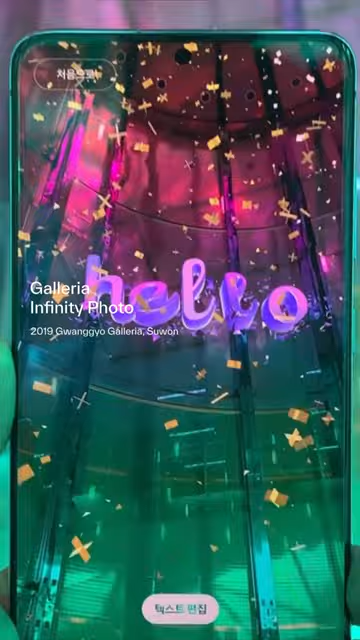 처음으로
hello
Galleria
Infinity Photo
2019 Gwanggyo Galleria, Suwon
텍스트 편집